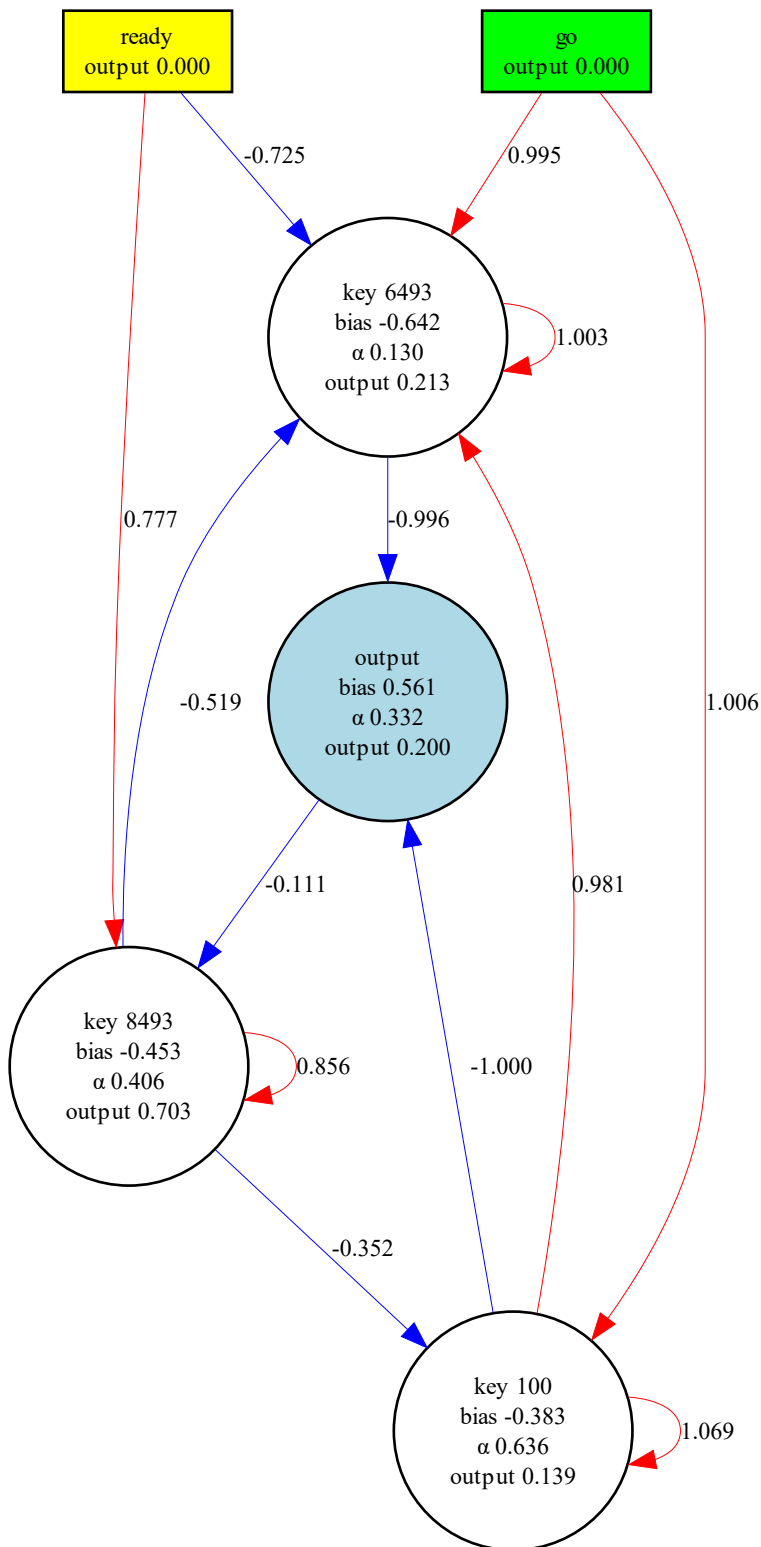 ready
output 0.000
go
output 0.000
-0.725
0.995
key 6493
bias -0.642
α 0.130
output 0.213
1.003
0.777
-0.996
-0.519
output
bias 0.561
α 0.332
output 0.200
1.006
-0.111
0.981
key 8493
bias -0.453
α 0.406
output 0.703
0.856
-1.000
-0.352
key 100
bias -0.383
α 0.636
output 0.139
1.069